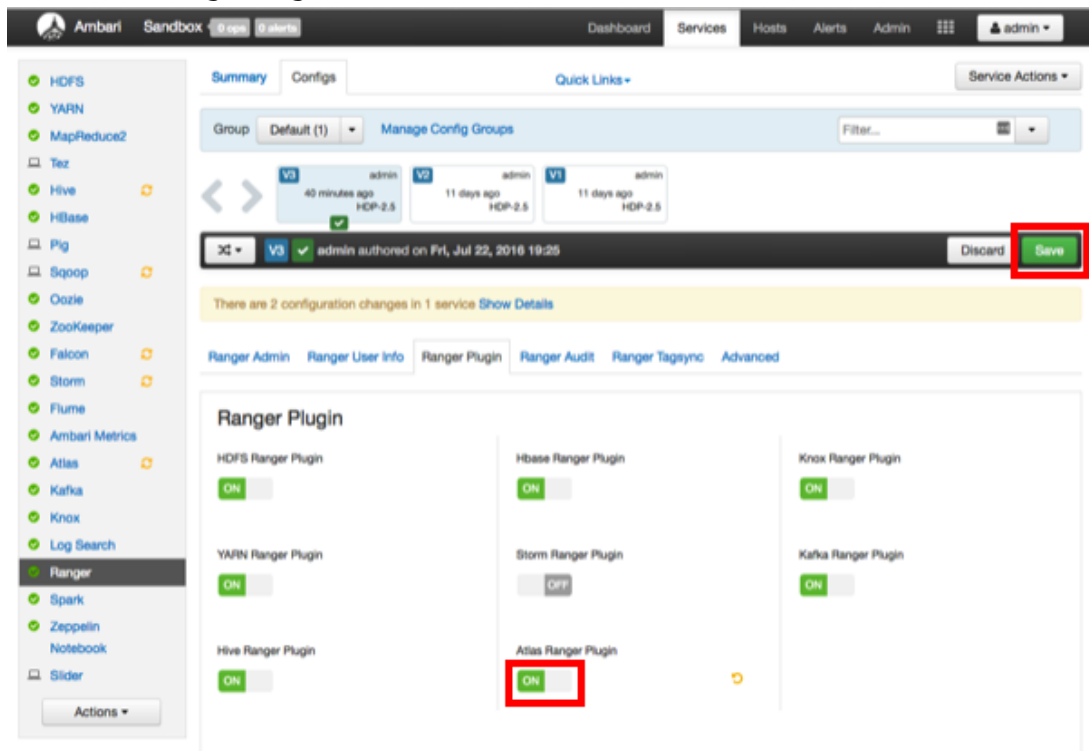 Ambari Sandbox 0 ops 0 alerts Dashboard Services Hosts Alerts Admin admin
HDFS
YARN
MapReduce2
Tez
Hive
HBase
Pig
Sqoop
Oozie
ZooKeeper
Falcon
Storm
Flume
Ambari Metrics
Atlas
Kafka
Knox
Log Search
Ranger
Spark
Zeppelin
Notebook
Slider
Actions
Summary Configs Quick Links Service Actions
Group Default (1) Manage Config Groups Filter...
V3 admin
40 minutes ago
HDP-2.5
V2 admin
11 days ago
HDP-2.5
V1 admin
11 days ago
HDP-2.5
V3 admin authored on Fri, Jul 22, 2016 19:25 Discard Save
There are 2 configuration changes in 1 service Show Details
Ranger Admin Ranger User Info Ranger Plugin Ranger Audit Ranger Tagsync Advanced
Ranger Plugin
HDFS Ranger Plugin Hbase Ranger Plugin Knox Ranger Plugin
ON ON ON
YARN Ranger Plugin Storm Ranger Plugin Kafka Ranger Plugin
ON OFF ON
Hive Ranger Plugin Atlas Ranger Plugin
ON ON